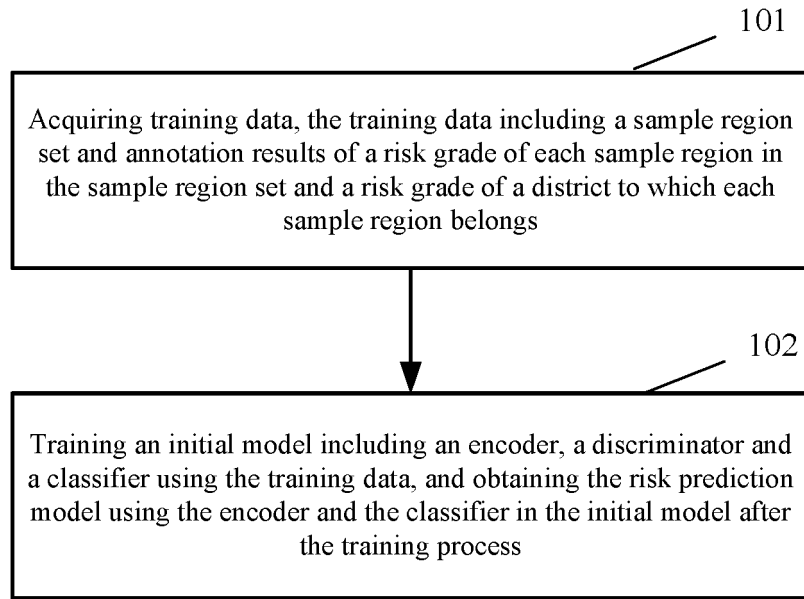 101
Acquiring training data, the training data including a sample region
set and annotation results of a risk grade of each sample region in
the sample region set and a risk grade of a district to which each
sample region belongs
102
Training an initial model including an encoder, a discriminator and
a classifier using the training data, and obtaining the risk prediction
model using the encoder and the classifier in the initial model after
the training process